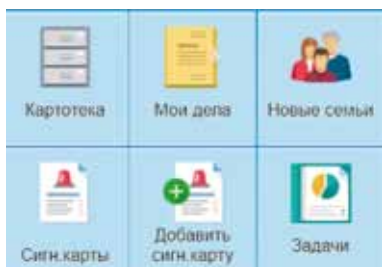 Картотека
Мои дела
Новые семьи
Сигн.карты
Добавить
сигн.карту
Задачи